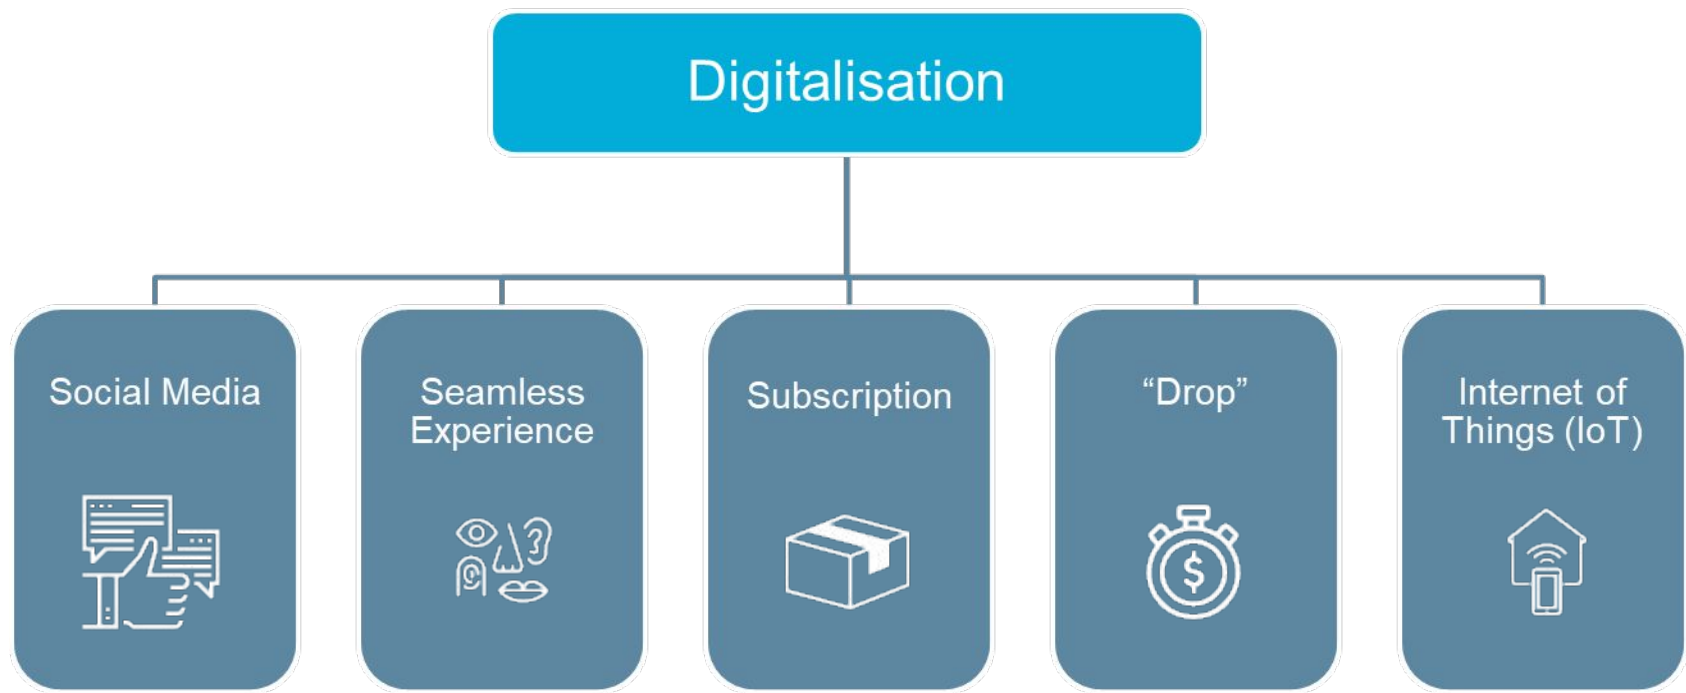 Digitalisation
Social Media
Seamless
Experience
Subscription
“Drop”
Internet of
Things (IoT)
$